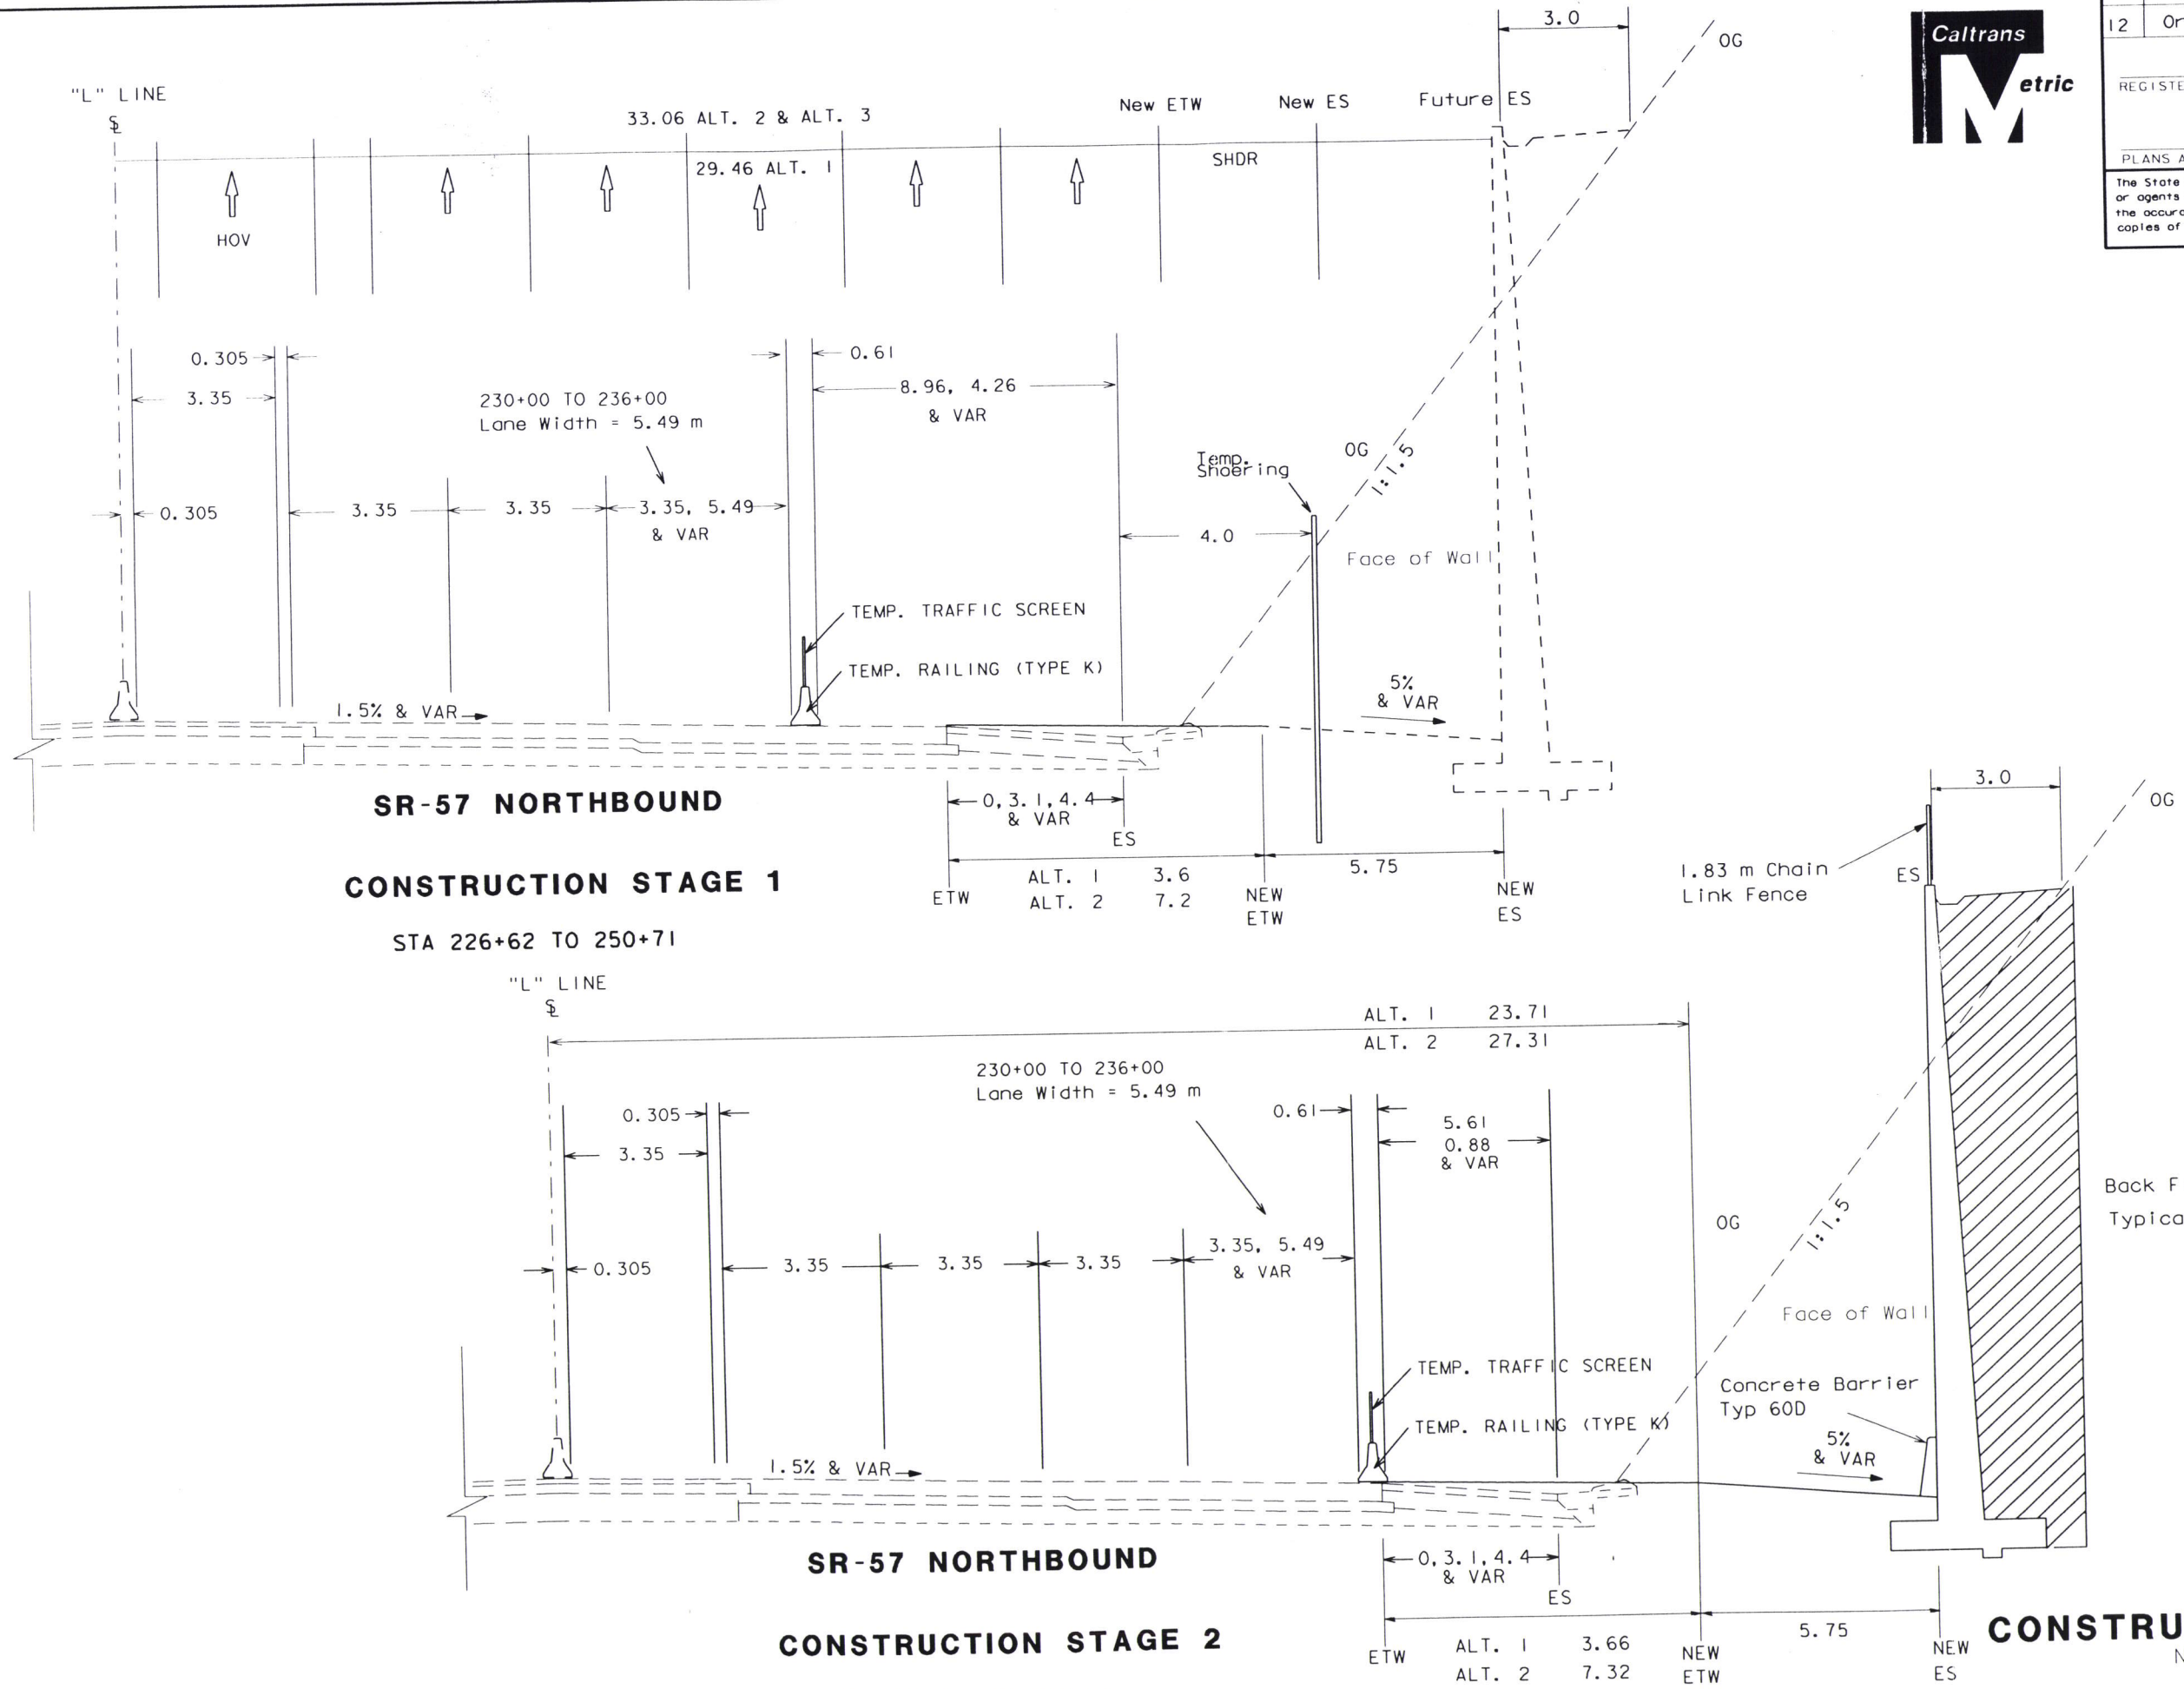 3.0
OG
Caltrans
Metric
12
"L" LINE
33.06 ALT. 2 & ALT. 3
New ETW
New ES
Future ES
29.46 ALT. 1
SHDR
HOV
PLANS
The State
or agents
copies of
0.305
0.61
3.35
8.96, 4.26
& VAR
230+00 TO 236+00
Lane Width = 5.49 m
OG
1:1.5
Temp.
Shoering
0.305
3.35
3.35
3.35, 5.49
& VAR
4.0
Face of Wall
TEMP. TRAFFIC SCREEN
TEMP. RAILING (TYPE K)
1.5% & VAR
5%
& VAR
SR-57 NORTHBOUND
0, 3.1, 4.4
& VAR
ES
CONSTRUCTION STAGE 1
ETW
ALT. 1 3.6
ALT. 2 7.2
NEW
ETW
5.75
NEW
ES
STA 226+62 TO 250+71
3.0
OG
1.83 m Chain
Link Fence
ES
"L" LINE
ALT. 1 23.71
ALT. 2 27.31
230+00 TO 236+00
Lane Width = 5.49 m
0.305
0.61
5.61
0.88
& VAR
3.35
Back F
OG
1:1.5
0.305
3.35
3.35
3.35
3.35, 5.49
& VAR
Face of Wall
TEMP. TRAFFIC SCREEN
TEMP. RAILING (TYPE K)
Concrete Barrier
Typ 60D
1.5% & VAR
5%
& VAR
SR-57 NORTHBOUND
0, 3.1, 4.4
& VAR
ES
CONSTRUCTION STAGE 2
ETW
ALT. 1 3.66
ALT. 2 7.32
NEW
ETW
5.75
NEW
ES